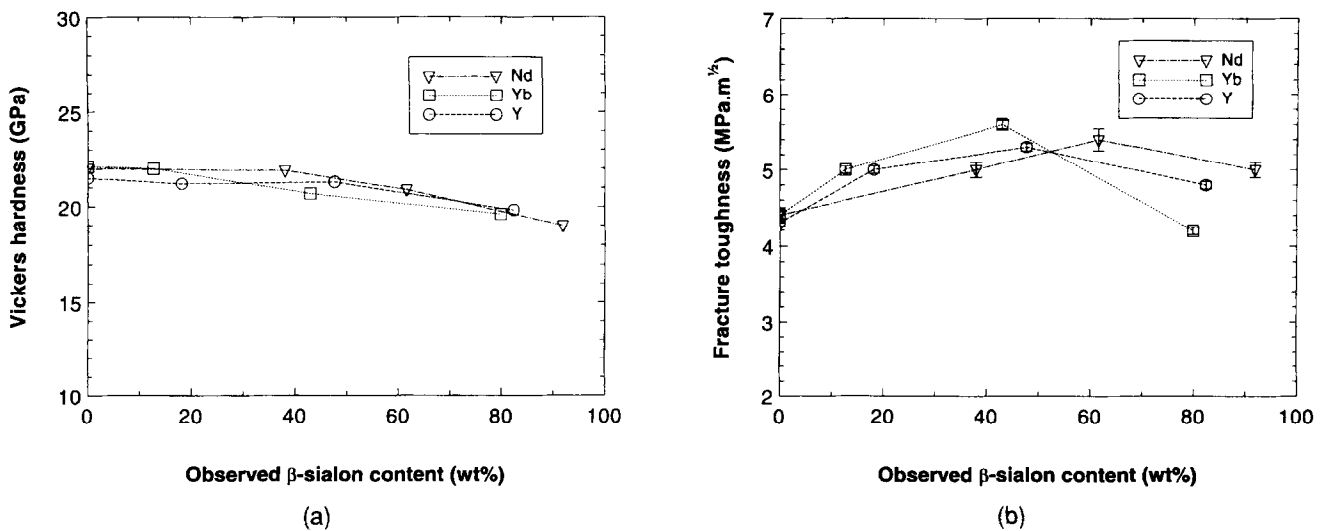 30
25
20
15
10
Vickers hardness (GPa)
Nd
Yb
Y
0
20
40
60
80
100
Observed β-sialon content (wt%)
(a)
7
6
5
4
3
2
Fracture toughness (MPa.m½)
Nd
Yb
Y
0
20
40
60
80
100
Observed β-sialon content (wt%)
(b)